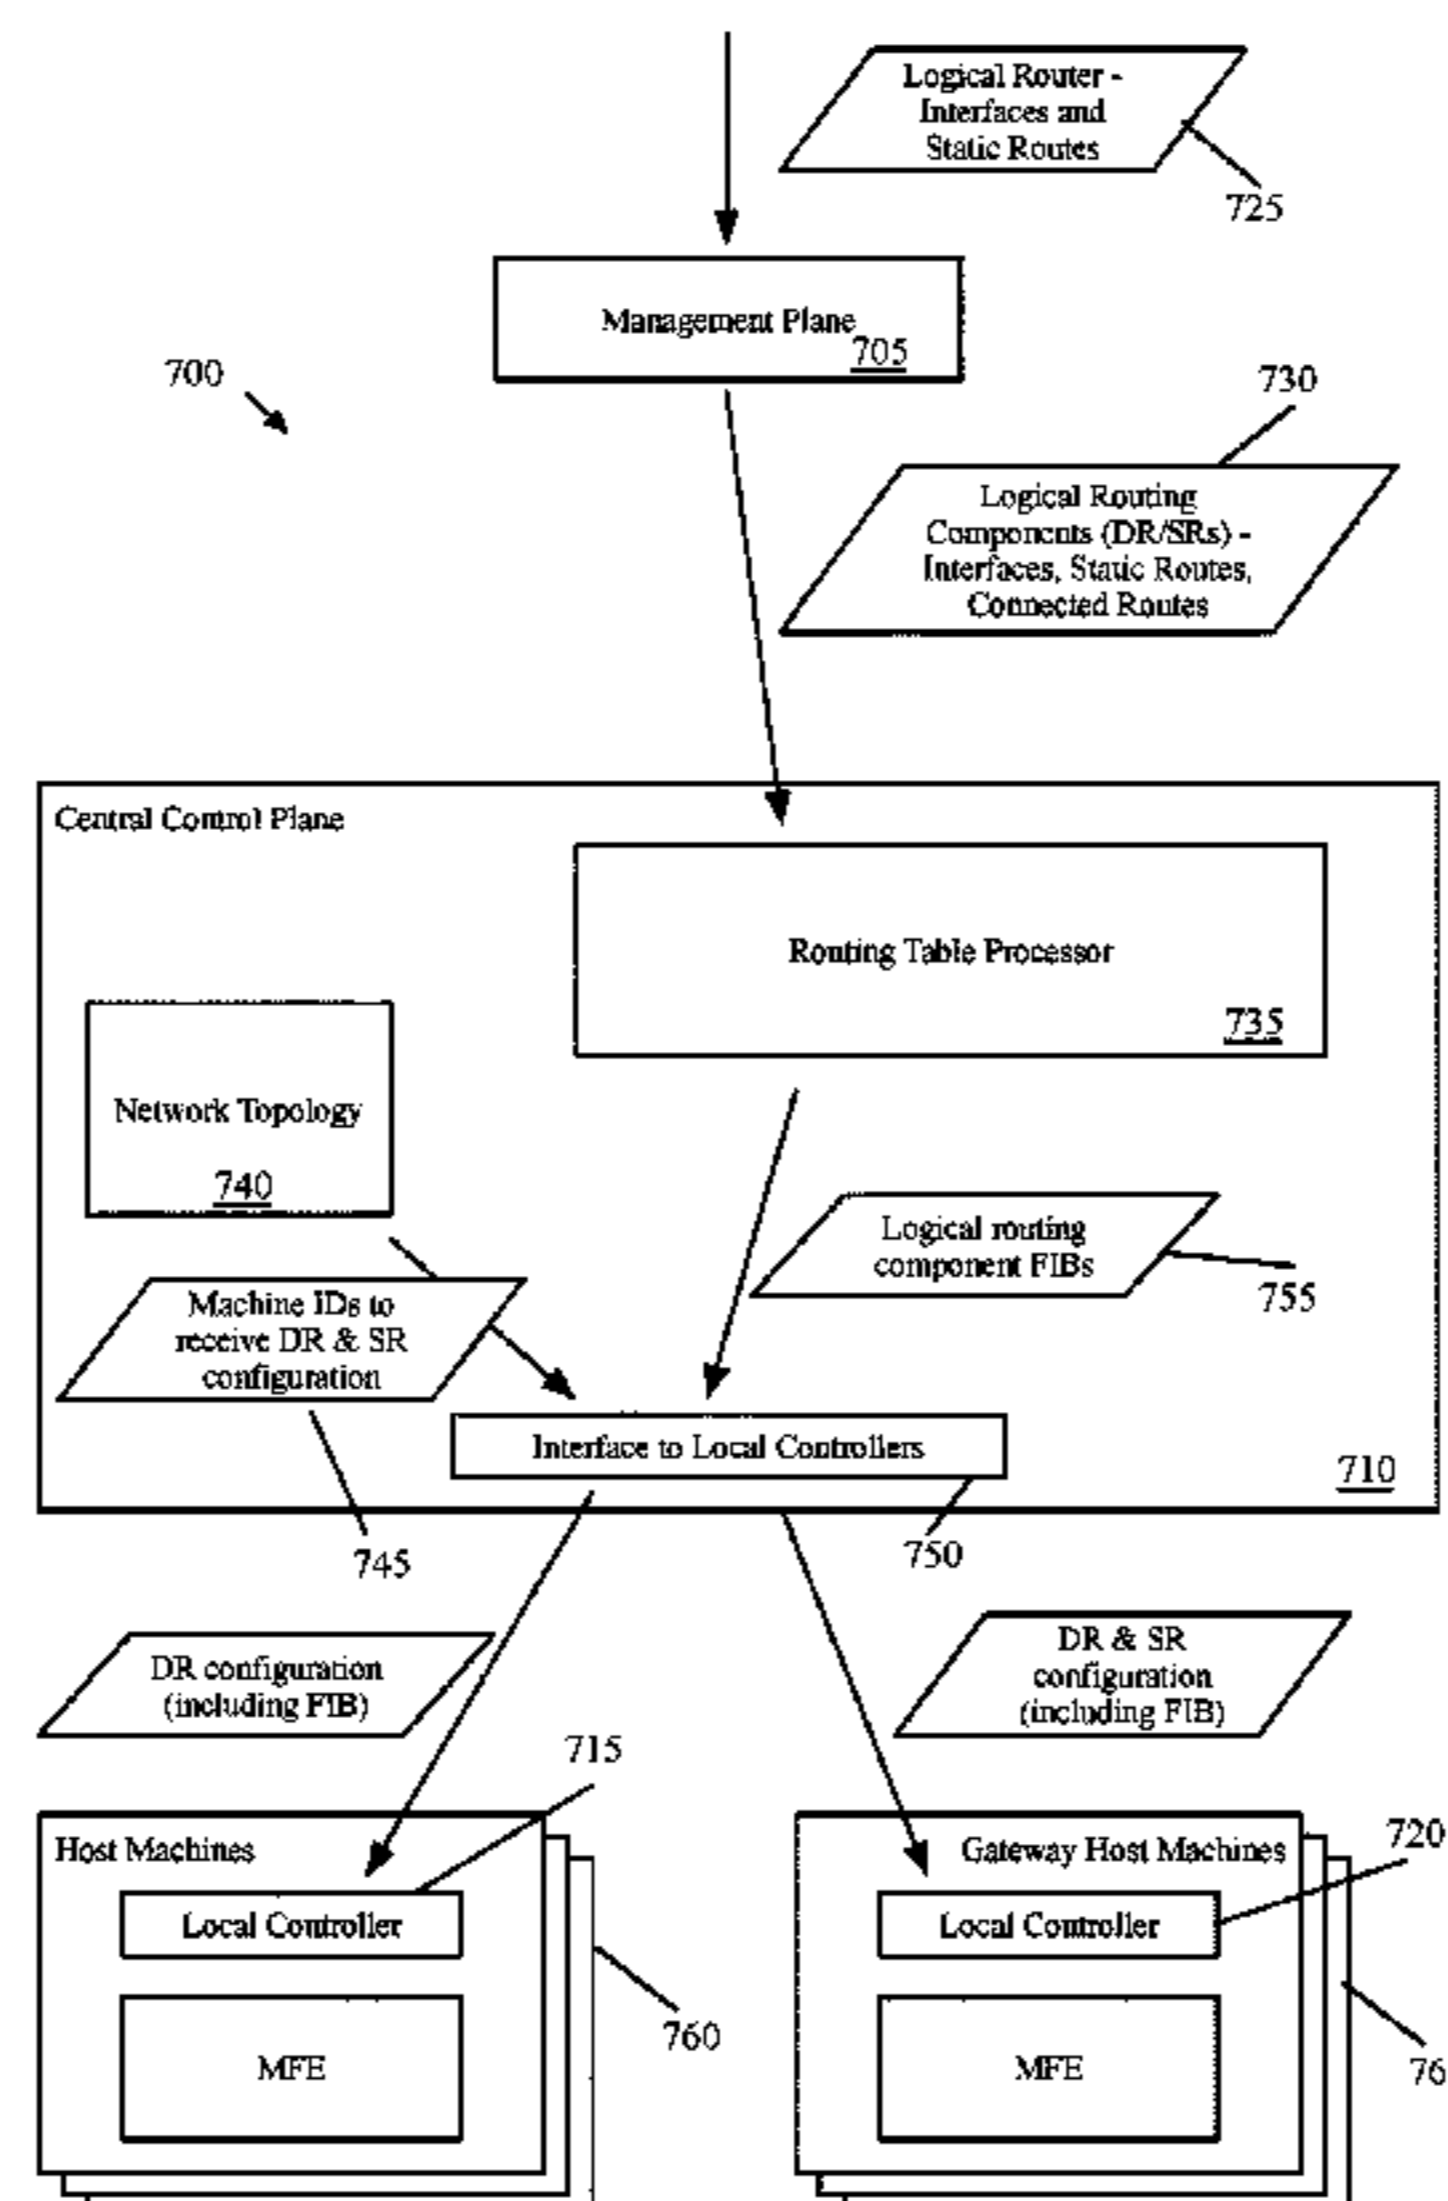 Logical Router -
Interfaces and
Static Routes
725
Management Plane
705
700
730
Logical Routing
Components (DR/SRs) -
Interfaces, Static Routes,
Connected Routes
Central Control Plane
Routing Table Processor
735
Network Topology
740
Logical routing
component FIBs
755
Machine IDs to
receive DR & SR
configuration
Interface to Local Controllers
710
745
750
DR configuration
(including FIB)
DR & SR
configuration
(including FIB)
715
Host Machines
Local Controller
MFE
760
Gateway Host Machines
720
Local Controller
MFE
76